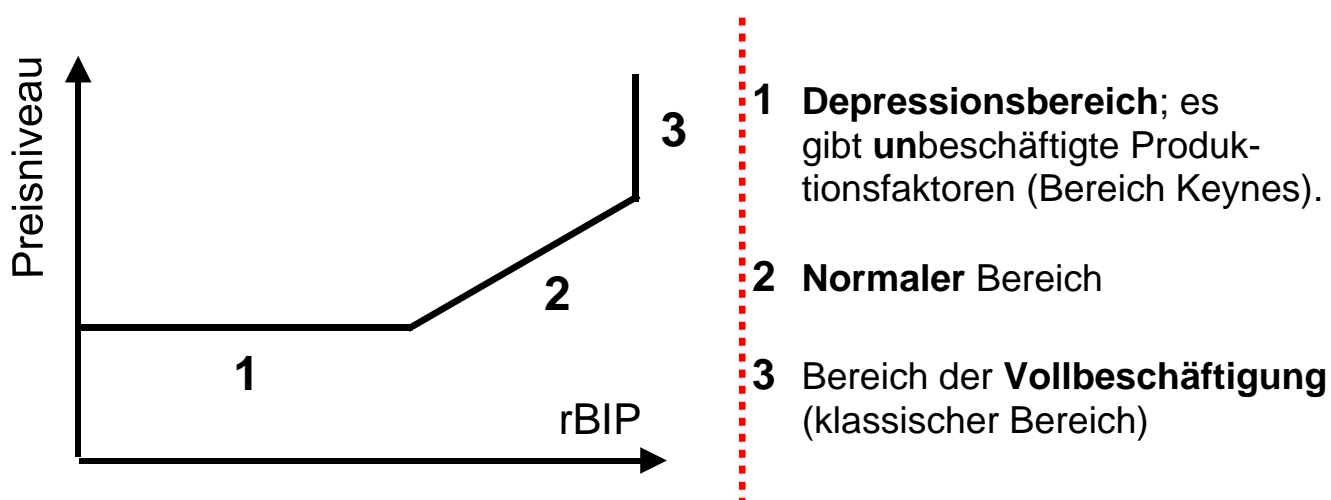 Preisniveau
3
2
1
rBIP
1 Depressionsbereich; es
gibt unbeschäftigte Produk-
tionsfaktoren (Bereich Keynes).
2 Normaler Bereich
3 Bereich der Vollbeschäftigung
(klassischer Bereich)